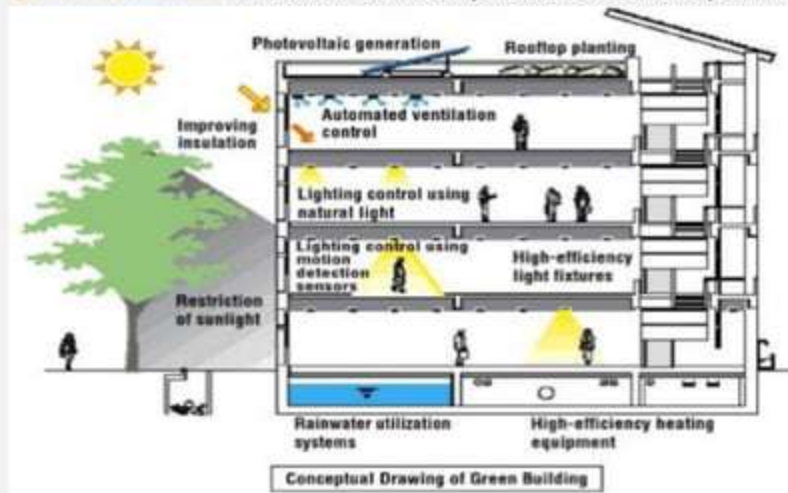 Photovoltaic generation
Rooftop planting
Improving
insulation
Automated ventilation
control
Lighting control using
natural light
Lighting control using
motion
detection
sensors
High-efficiency
light fixtures
Restriction
of sunlight
Rainwater utilization
systems
High-efficiency heating
equipment
Conceptual Drawing of Green Building